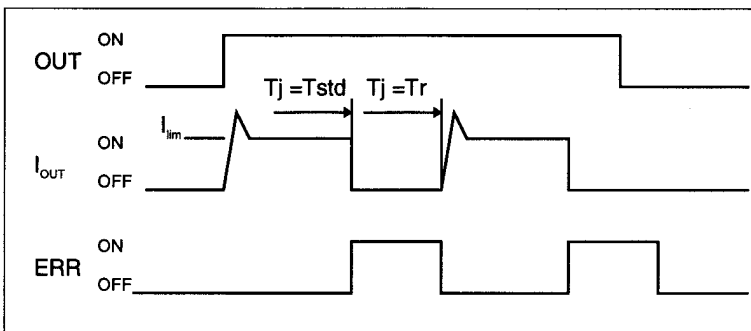 ON
OUT
OFF
Tj =Tstd Tj =Tr
Ilim
ON
IOUT
OFF
ON
ERR
OFF